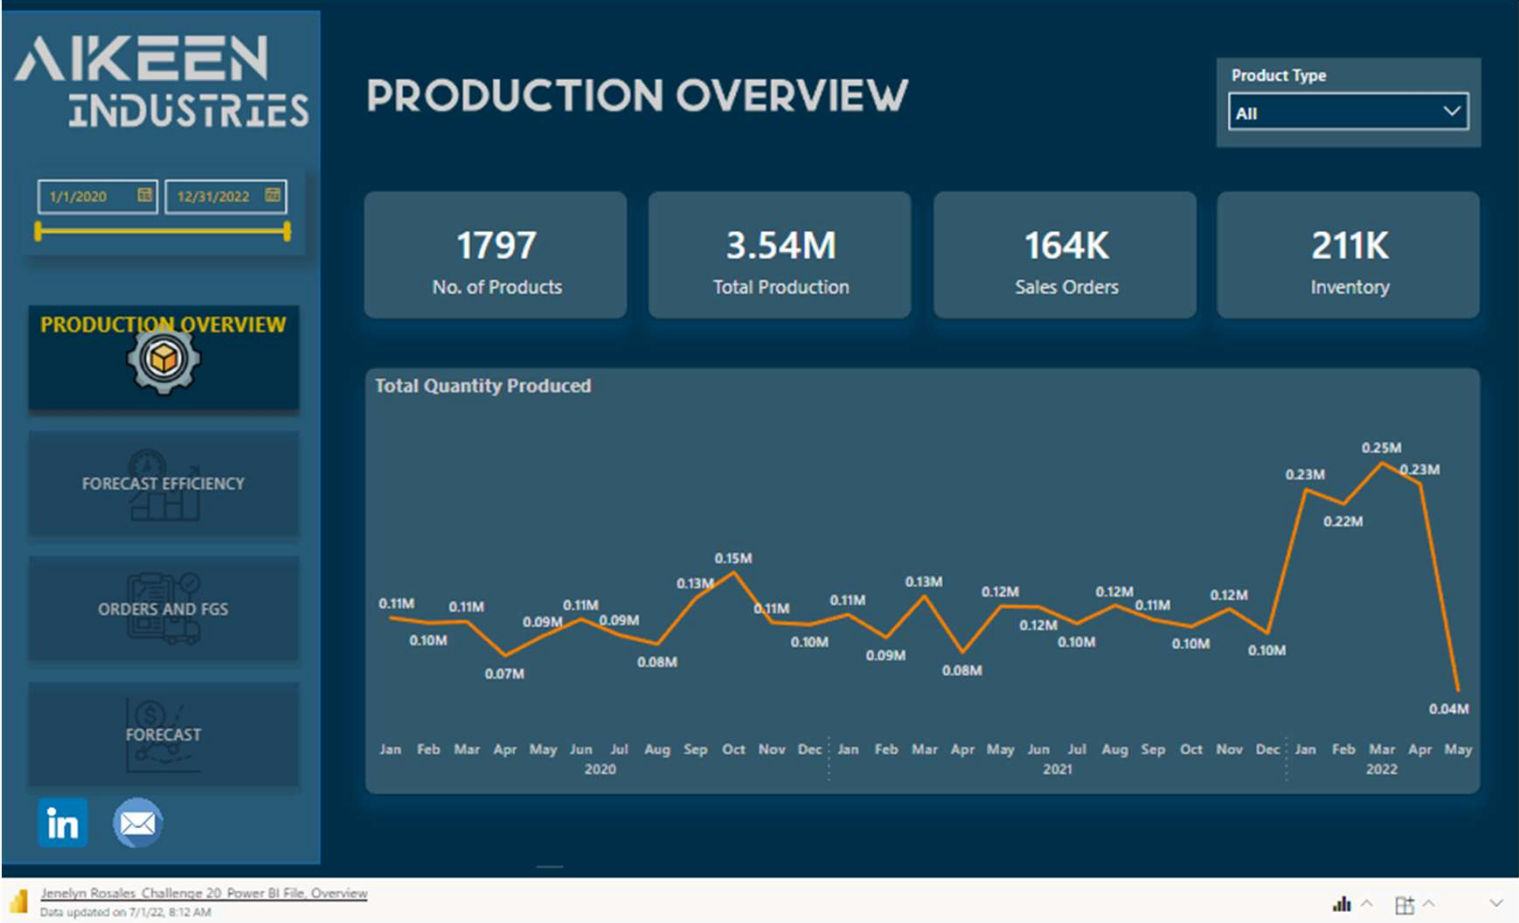 AIKEEN
INDUSTRIES
1/1/2020 12/31/2022
PRODUCTION OVERVIEW
FORECAST EFFICIENCY
ORDERS AND FGS
FORECAST
in
PRODUCTION OVERVIEW
Product Type
All
1797
No. of Products
3.54M
Total Production
164K
Sales Orders
211K
Inventory
Total Quantity Produced
0.11M 0.10M 0.11M 0.07M 0.09M 0.11M 0.09M 0.08M 0.13M 0.15M 0.11M 0.10M 0.11M 0.09M 0.13M 0.08M 0.12M 0.12M 0.10M 0.12M 0.11M 0.10M 0.12M 0.10M 0.23M 0.22M 0.25M 0.23M 0.04M
Jan Feb Mar Apr May Jun Jul Aug Sep Oct Nov Dec Jan Feb Mar Apr May Jun Jul Aug Sep Oct Nov Dec Jan Feb Mar Apr May
2020 2021 2022
Jenelyn Rosales_Challenge 20_Power BI File, Overview
Data updated on 7/1/22, 8:12 AM